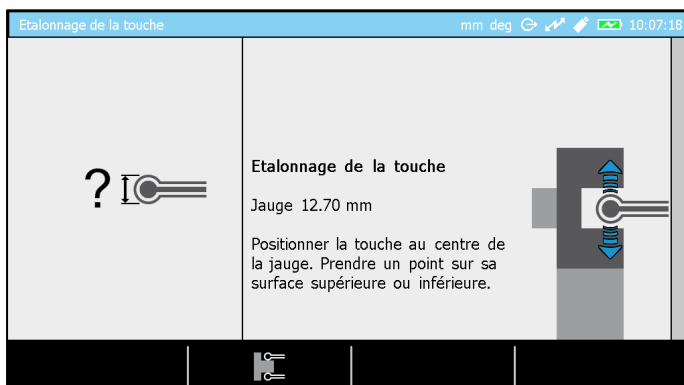 Etalonnage de la touche
mm deg 10:07:18
?
Etalonnage de la touche
Jauge 12.70 mm
Positionner la touche au centre de
la jauge. Prendre un point sur sa
surface supérieure ou inférieure.